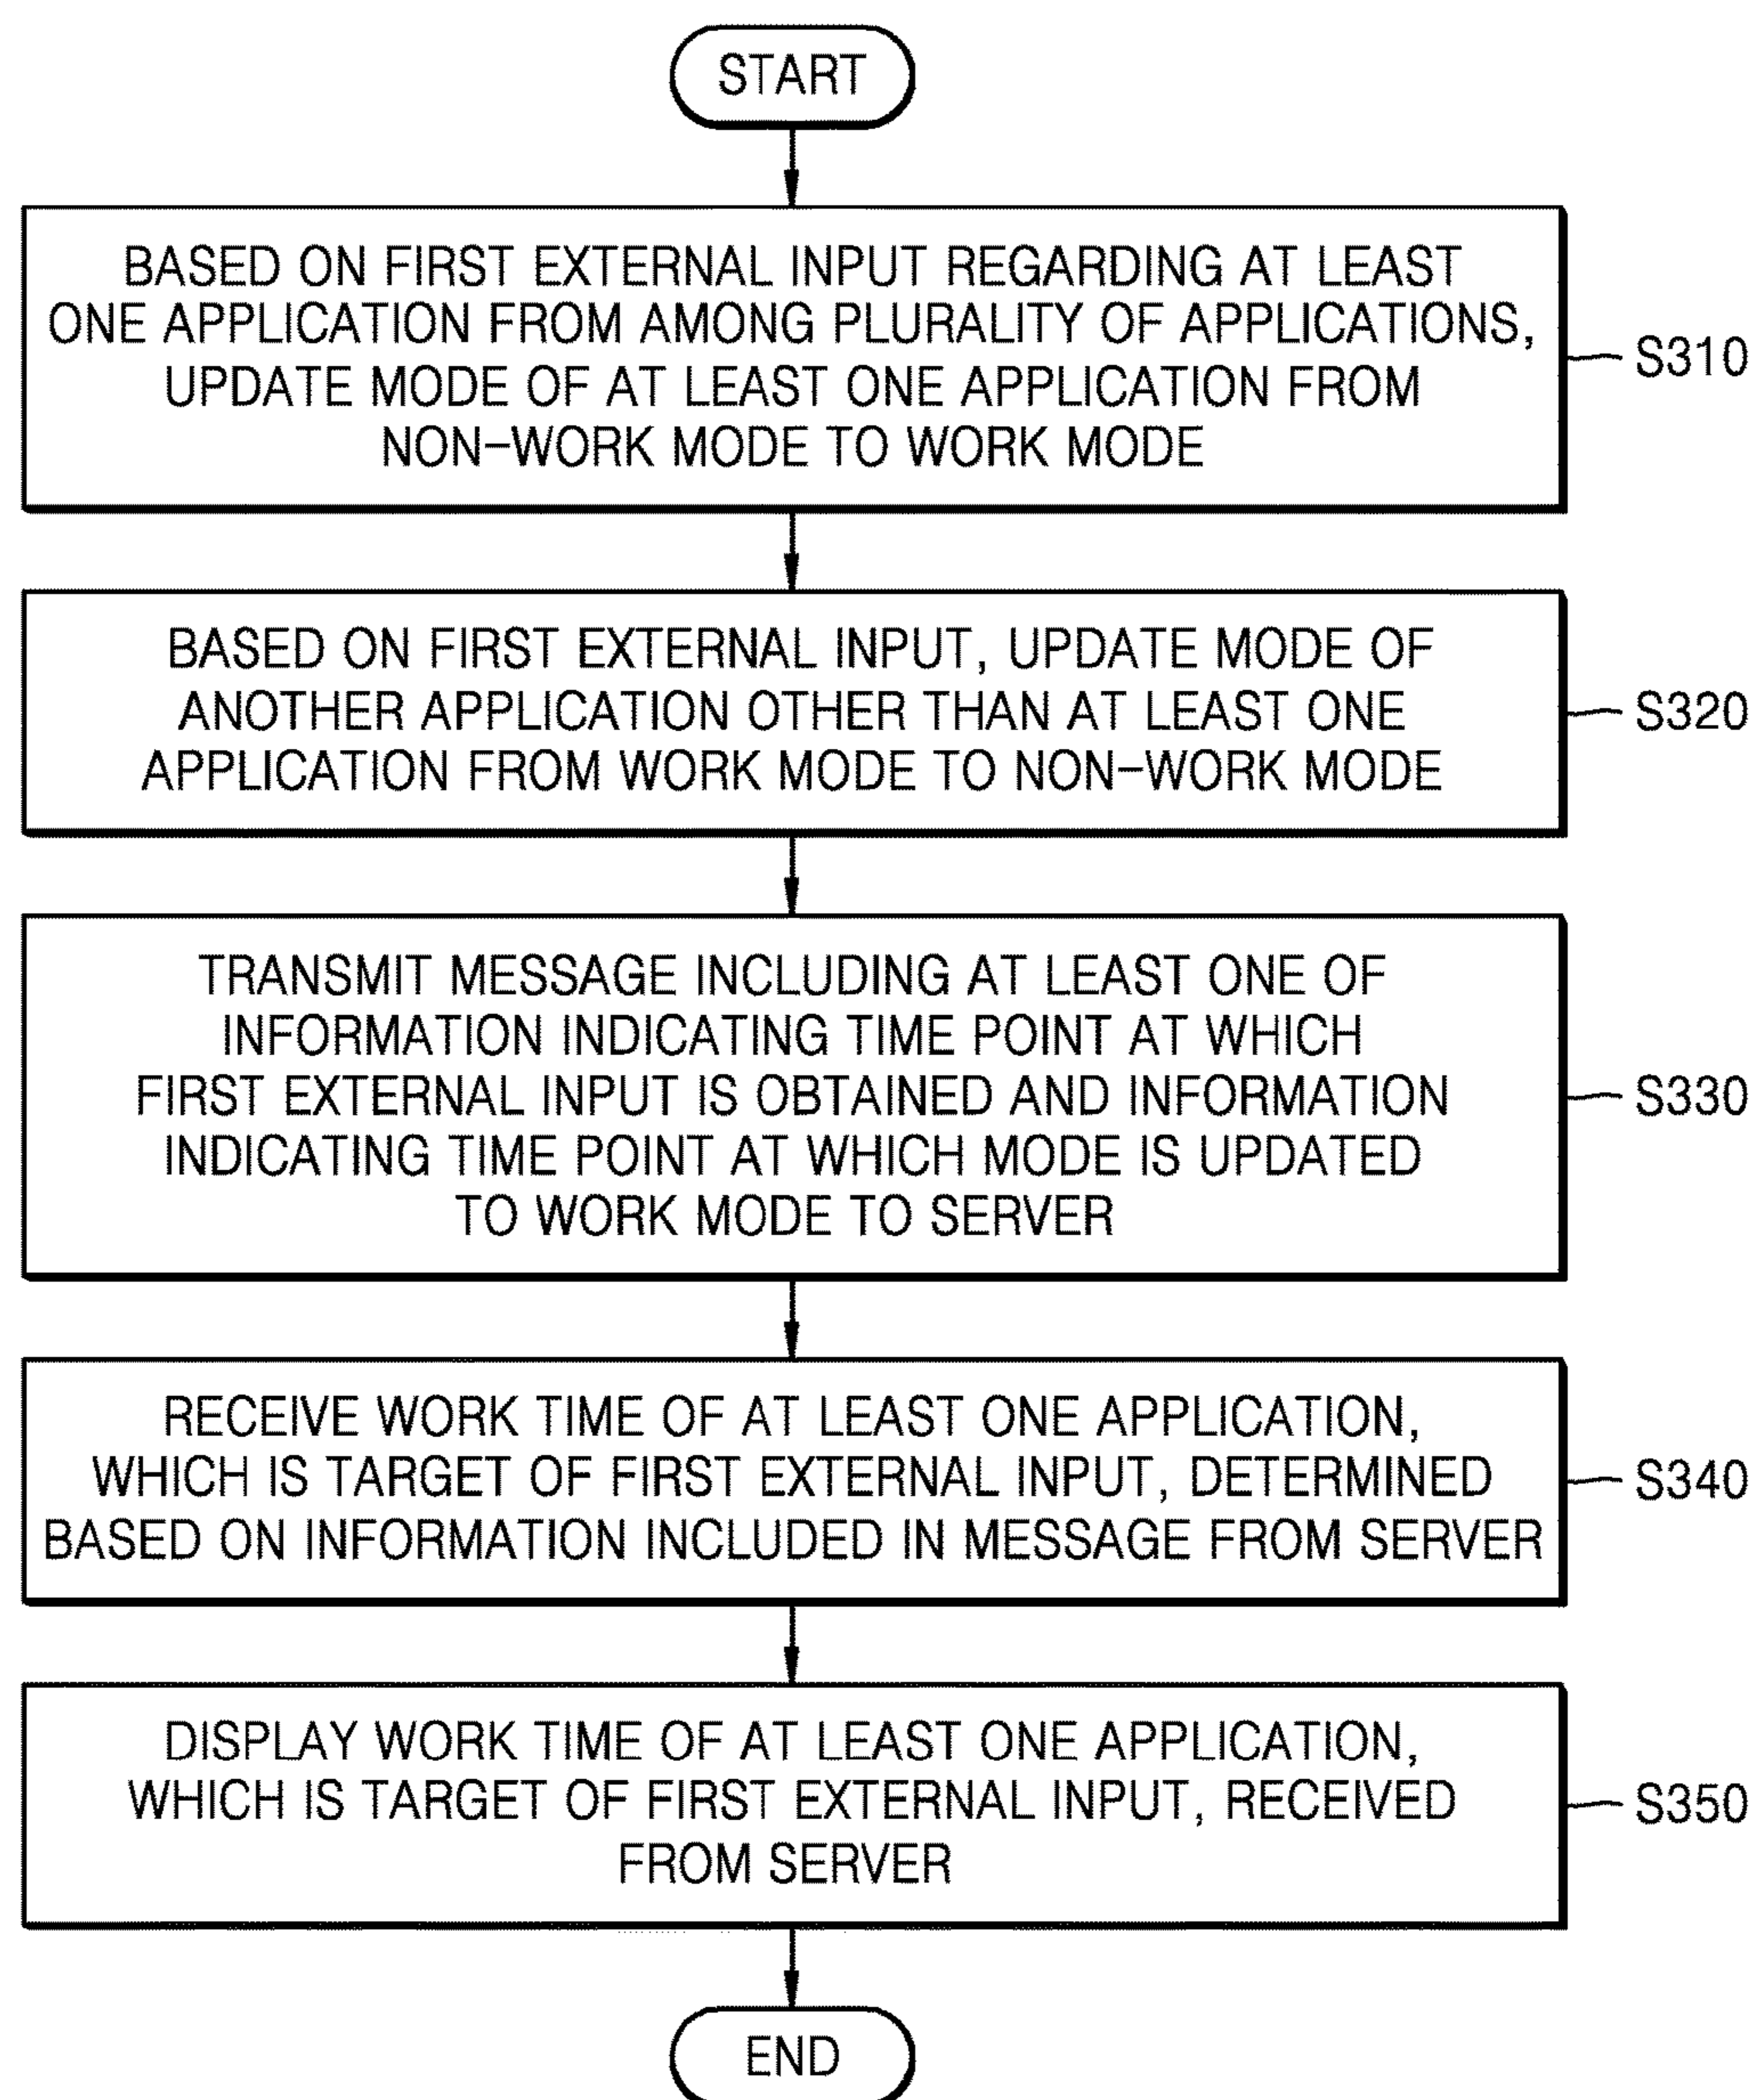 START
BASED ON FIRST EXTERNAL INPUT REGARDING AT LEAST
ONE APPLICATION FROM AMONG PLURALITY OF APPLICATIONS,
UPDATE MODE OF AT LEAST ONE APPLICATION FROM
NON-WORK MODE TO WORK MODE
S310
BASED ON FIRST EXTERNAL INPUT, UPDATE MODE OF
ANOTHER APPLICATION OTHER THAN AT LEAST ONE
APPLICATION FROM WORK MODE TO NON-WORK MODE
S320
TRANSMIT MESSAGE INCLUDING AT LEAST ONE OF
INFORMATION INDICATING TIME POINT AT WHICH
FIRST EXTERNAL INPUT IS OBTAINED AND INFORMATION
INDICATING TIME POINT AT WHICH MODE IS UPDATED
TO WORK MODE TO SERVER
S330
RECEIVE WORK TIME OF AT LEAST ONE APPLICATION,
WHICH IS TARGET OF FIRST EXTERNAL INPUT, DETERMINED
BASED ON INFORMATION INCLUDED IN MESSAGE FROM SERVER
S340
DISPLAY WORK TIME OF AT LEAST ONE APPLICATION,
WHICH IS TARGET OF FIRST EXTERNAL INPUT, RECEIVED
FROM SERVER
S350
END